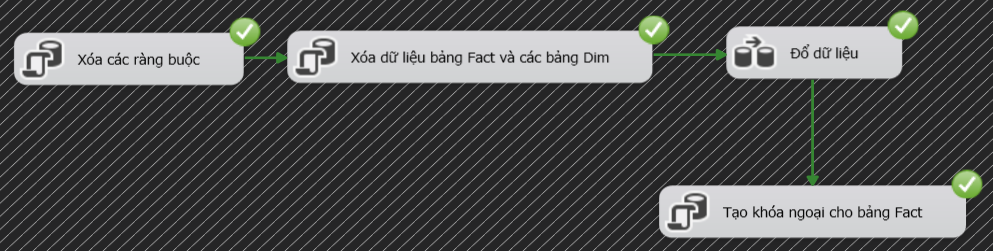 Xóa các ràng buộc
Xóa dữ liệu bảng Fact và các bảng Dim
Đổ dữ liệu
Tạo khóa ngoại cho bảng Fact